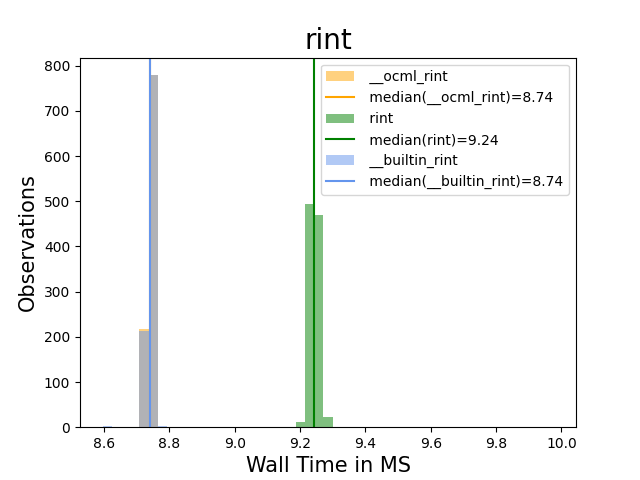 rint
__ocml_rint
median(__ocml_rint)=8.74
rint
median(rint)=9.24
__builtin_rint
median(__builtin_rint)=8.74
Observations
800
700
600
500
400
300
200
100
0
8.6 8.8 9.0 9.2 9.4 9.6 9.8 10.0
Wall Time in MS